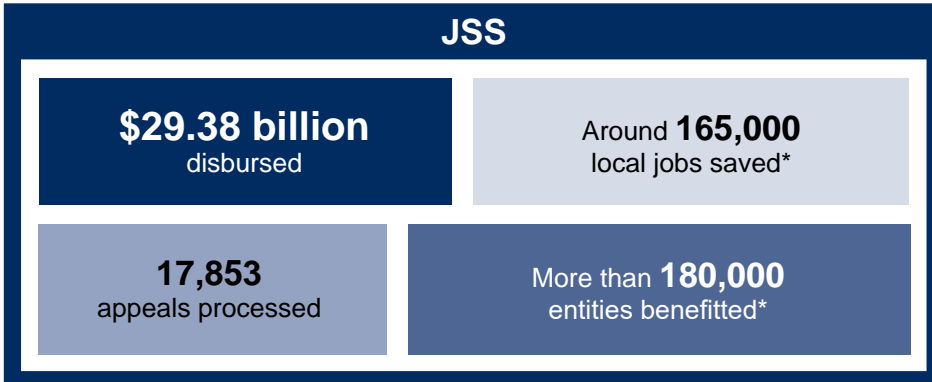 JSS
$29.38 billion
disbursed
Around 165,000
local jobs saved*
17,853
appeals processed
More than 180,000
entities benefitted*